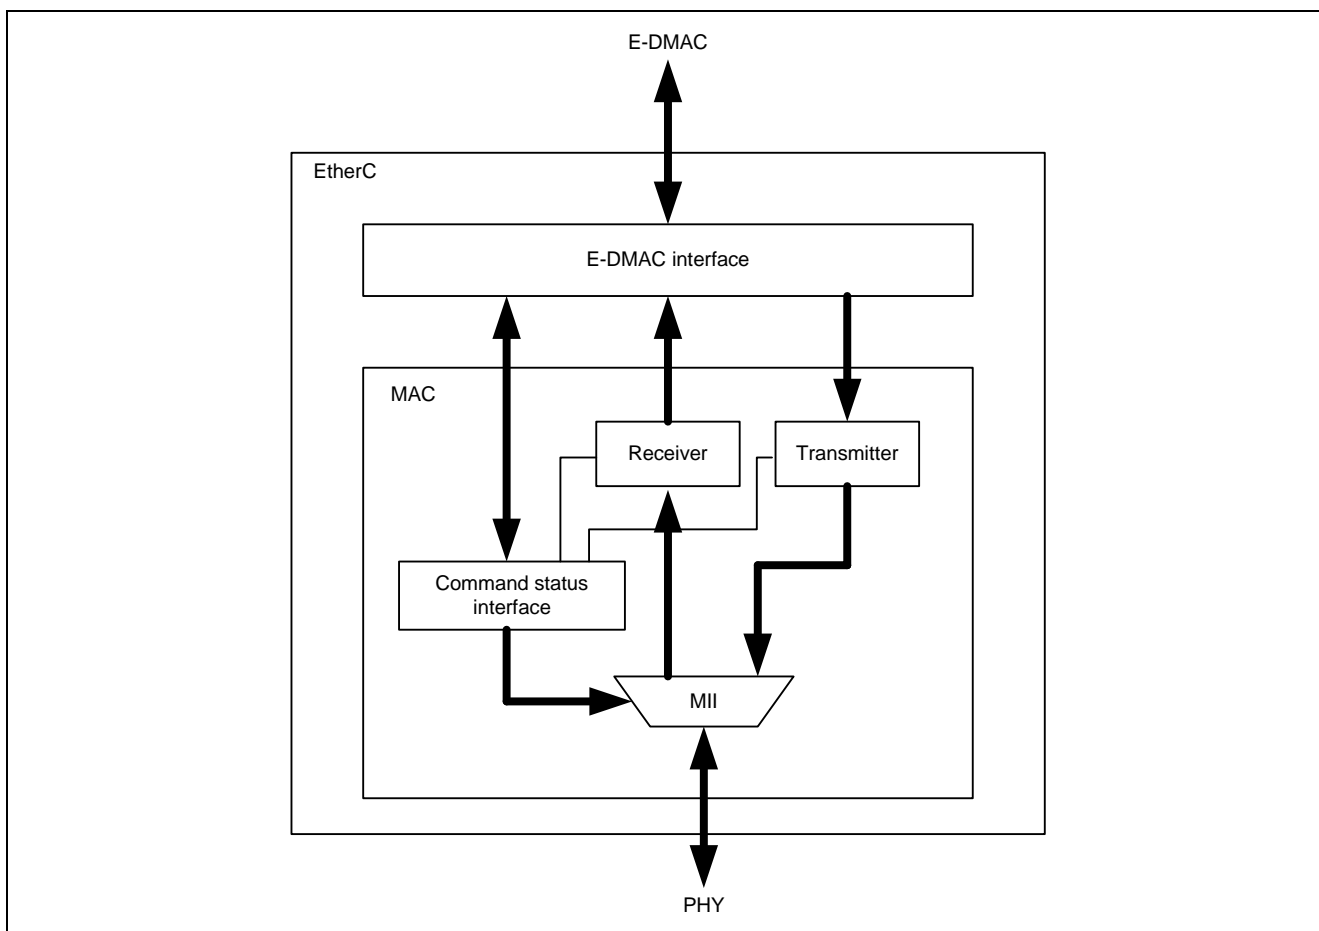 E-DMAC
EtherC
E-DMAC interface
MAC
Receiver
Transmitter
Command status
interface
MII
PHY